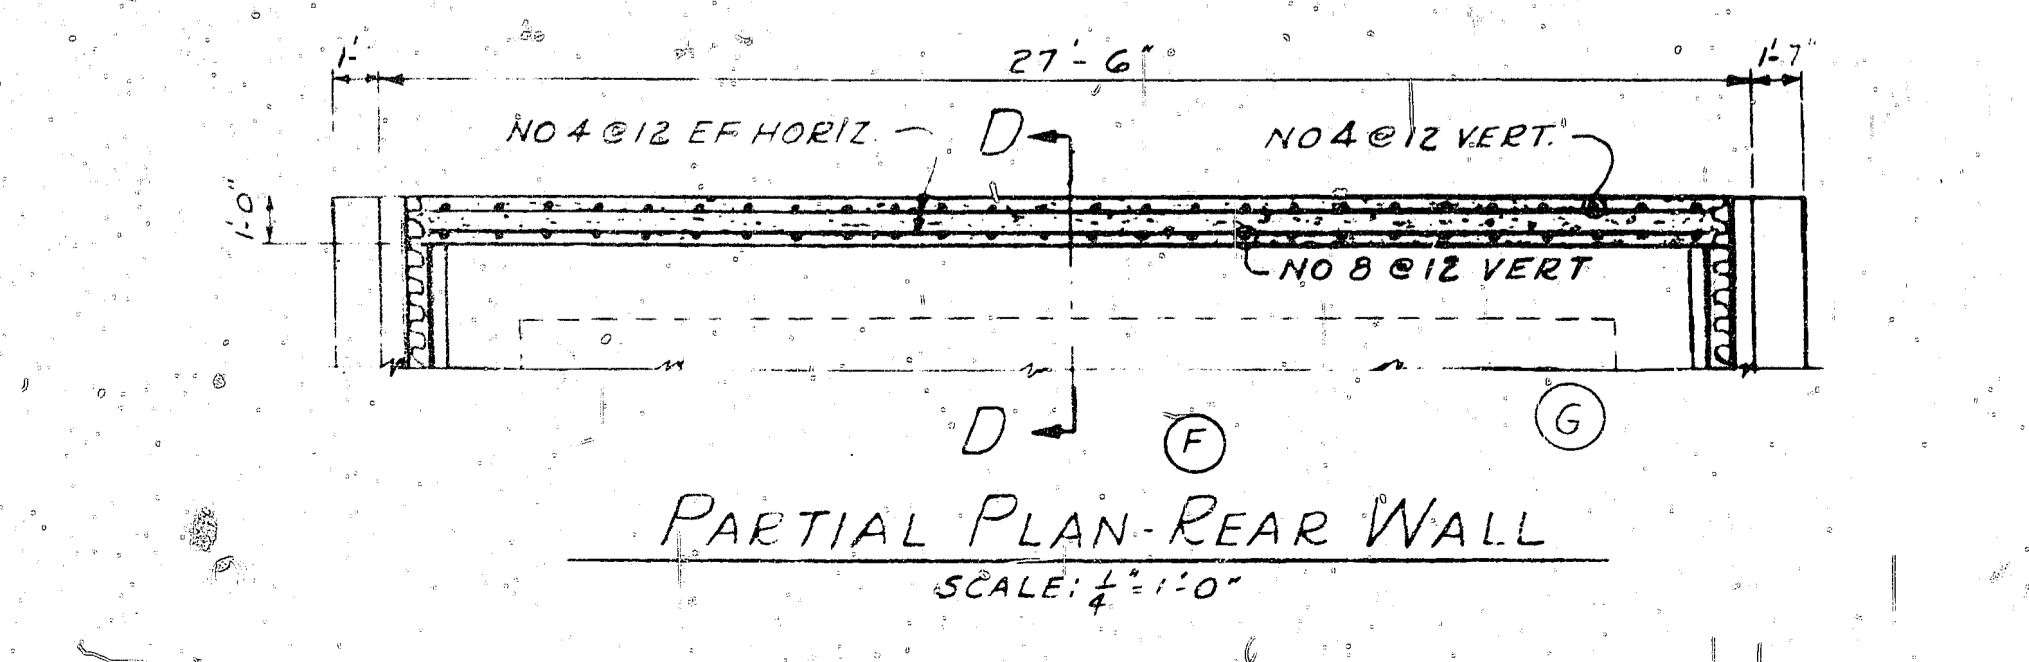 1'-
27'-6"
1'-7"
NO 4 @ 12 EF HORIZ.
D
NO 4 @ 12 VERT.
1'-0"
NO 8 @ 12 VERT
D
F
G
PARTIAL PLAN-REAR WALL
SCALE: 1/4" = 1'-0"